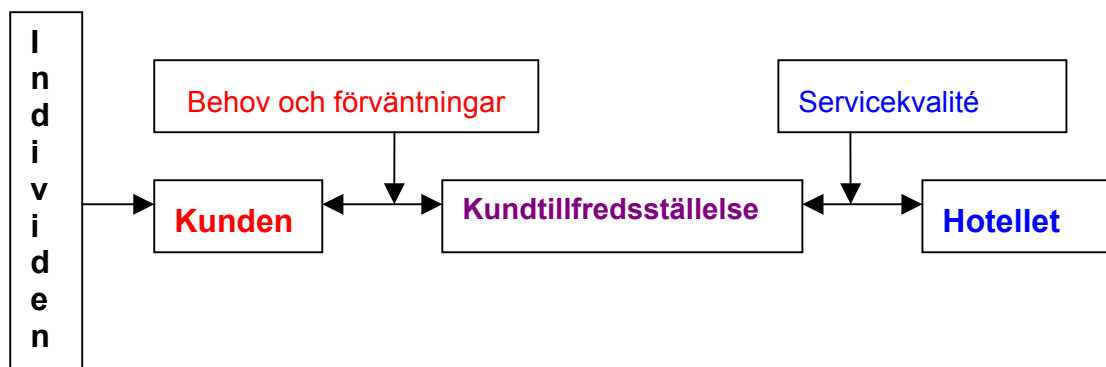 Individen
Behov och förväntningar
Servicekvalité
Kunden
Kundtillfredsställelse
Hotellet